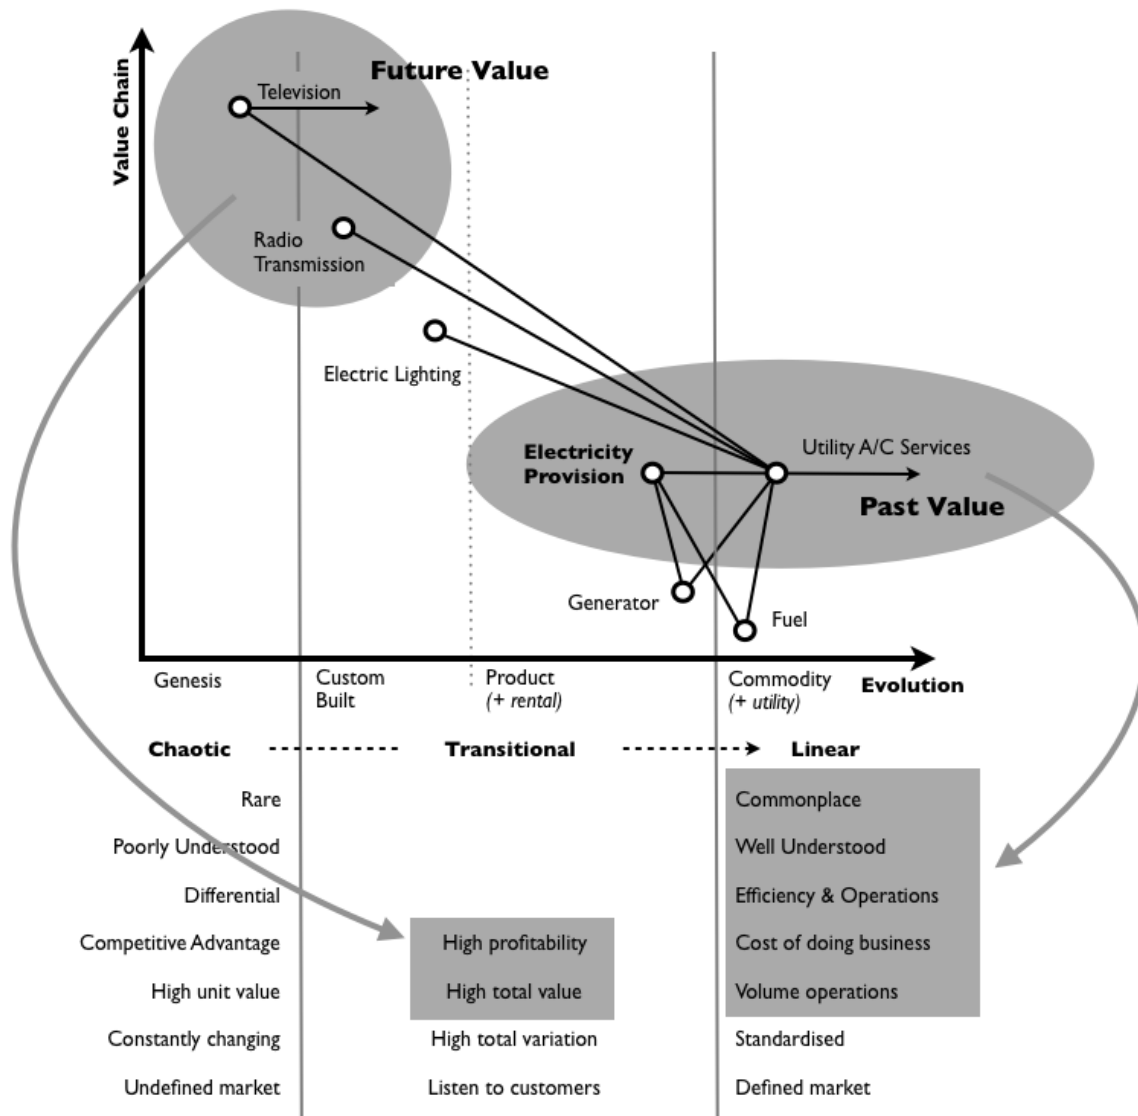 Value Chain
Future Value
Television
Radio
Transmission
Electric Lighting
Electricity
Provision
Utility A/C Services
Past Value
Generator
Fuel
Genesis
Custom
Built
Product
(+ rental)
Commodity
(+ utility)
Evolution
Chaotic
Transitional
Linear
Rare
Commonplace
Poorly Understood
Well Understood
Differential
Efficiency & Operations
Competitive Advantage
High profitability
Cost of doing business
High unit value
High total value
Volume operations
Constantly changing
High total variation
Standardised
Undefined market
Listen to customers
Defined market